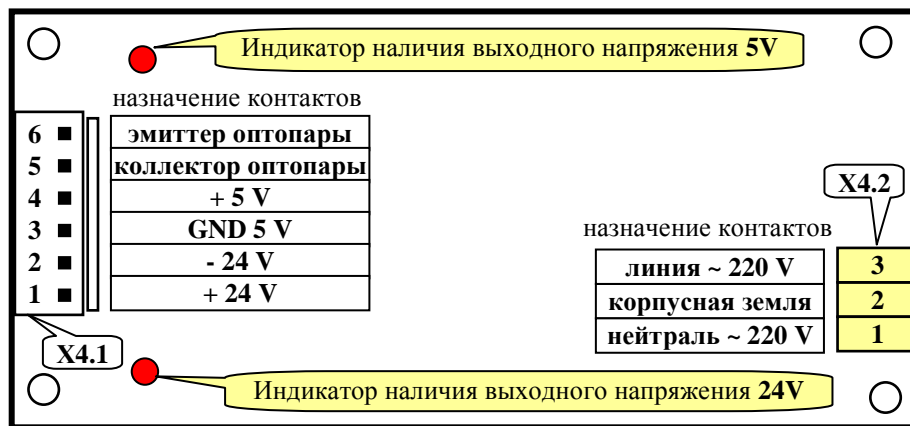 Индикатор наличия выходного напряжения 5V
назначение контактов
6 эмиттер оптопары
5 коллектор оптопары
4 + 5 V
3 GND 5 V
2 - 24 V
1 + 24 V
X4.1
X4.2
назначение контактов
линия ~ 220 V 3
корпусная земля 2
нейтраль ~ 220 V 1
Индикатор наличия выходного напряжения 24V